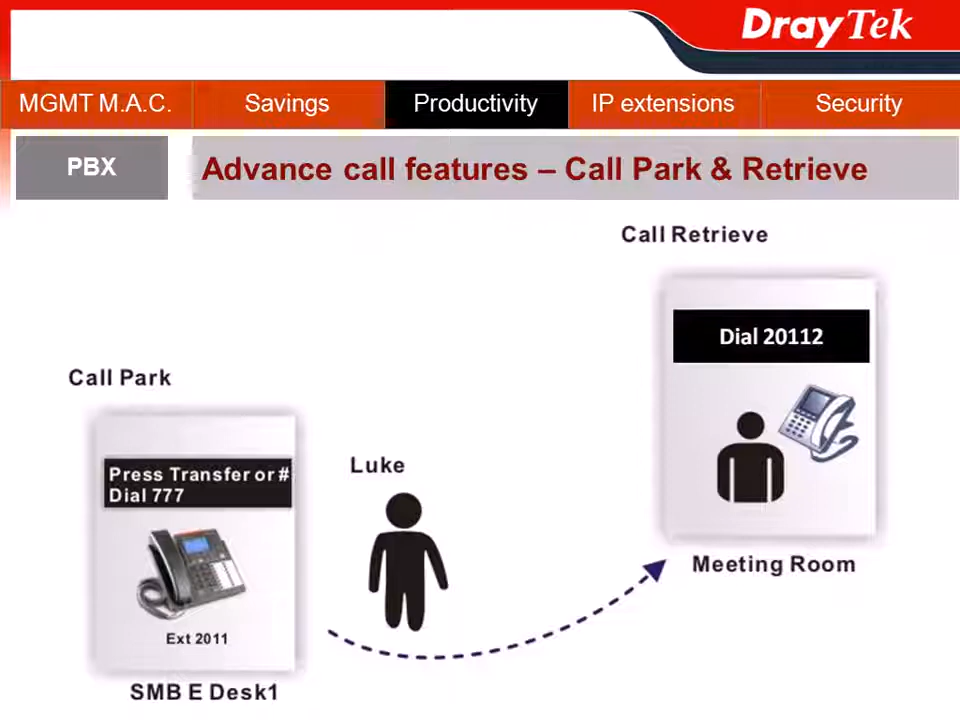 DrayTek
MGMT M.A.C. Savings Productivity IP extensions Security
PBX
Advance call features – Call Park & Retrieve
Call Retrieve
Dial 20112
Call Park
Press Transfer or #
Dial 777
Luke
Meeting Room
Ext 2011
SMB E Desk1